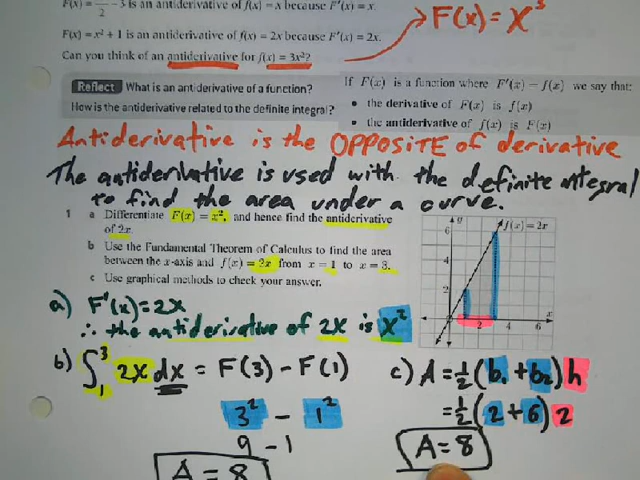 F(x) = x²/2 − 3 is an antiderivative of f(x) = x because F'(x) = x.
F(x) = x³
F(x) = x² + 1 is an antiderivative of f(x) = 2x because F'(x) = 2x.
Can you think of an antiderivative for f(x) = 3x²?
Reflect What is an antiderivative of a function?
How is the antiderivative related to the definite integral?
If F(x) is a function where F'(x) = f(x) we say that:
• the derivative of F(x) is f(x)
• the antiderivative of f(x) is F(x)
Antiderivative is the OPPOSITE of derivative
The antiderivative is used with the definite integral
to find the area under a curve.
1 a Differentiate F(x) = x², and hence find the antiderivative
of 2x
b Use the Fundamental Theorem of Calculus to find the area
between the x-axis and f(x) = 2x from x = 1 to x = 3.
c Use graphical methods to check your answer.
y
f(x) = 2x
6
4
2
0 2 4 6 x
a) F'(x) = 2x
∴ the antiderivative of 2x is x²
b) ∫₁³ 2x dx = F(3) − F(1)
3² − 1²
9 − 1
A = 8
c) A = ½(b₁ + b₂)h
= ½(2 + 6)2
A = 8